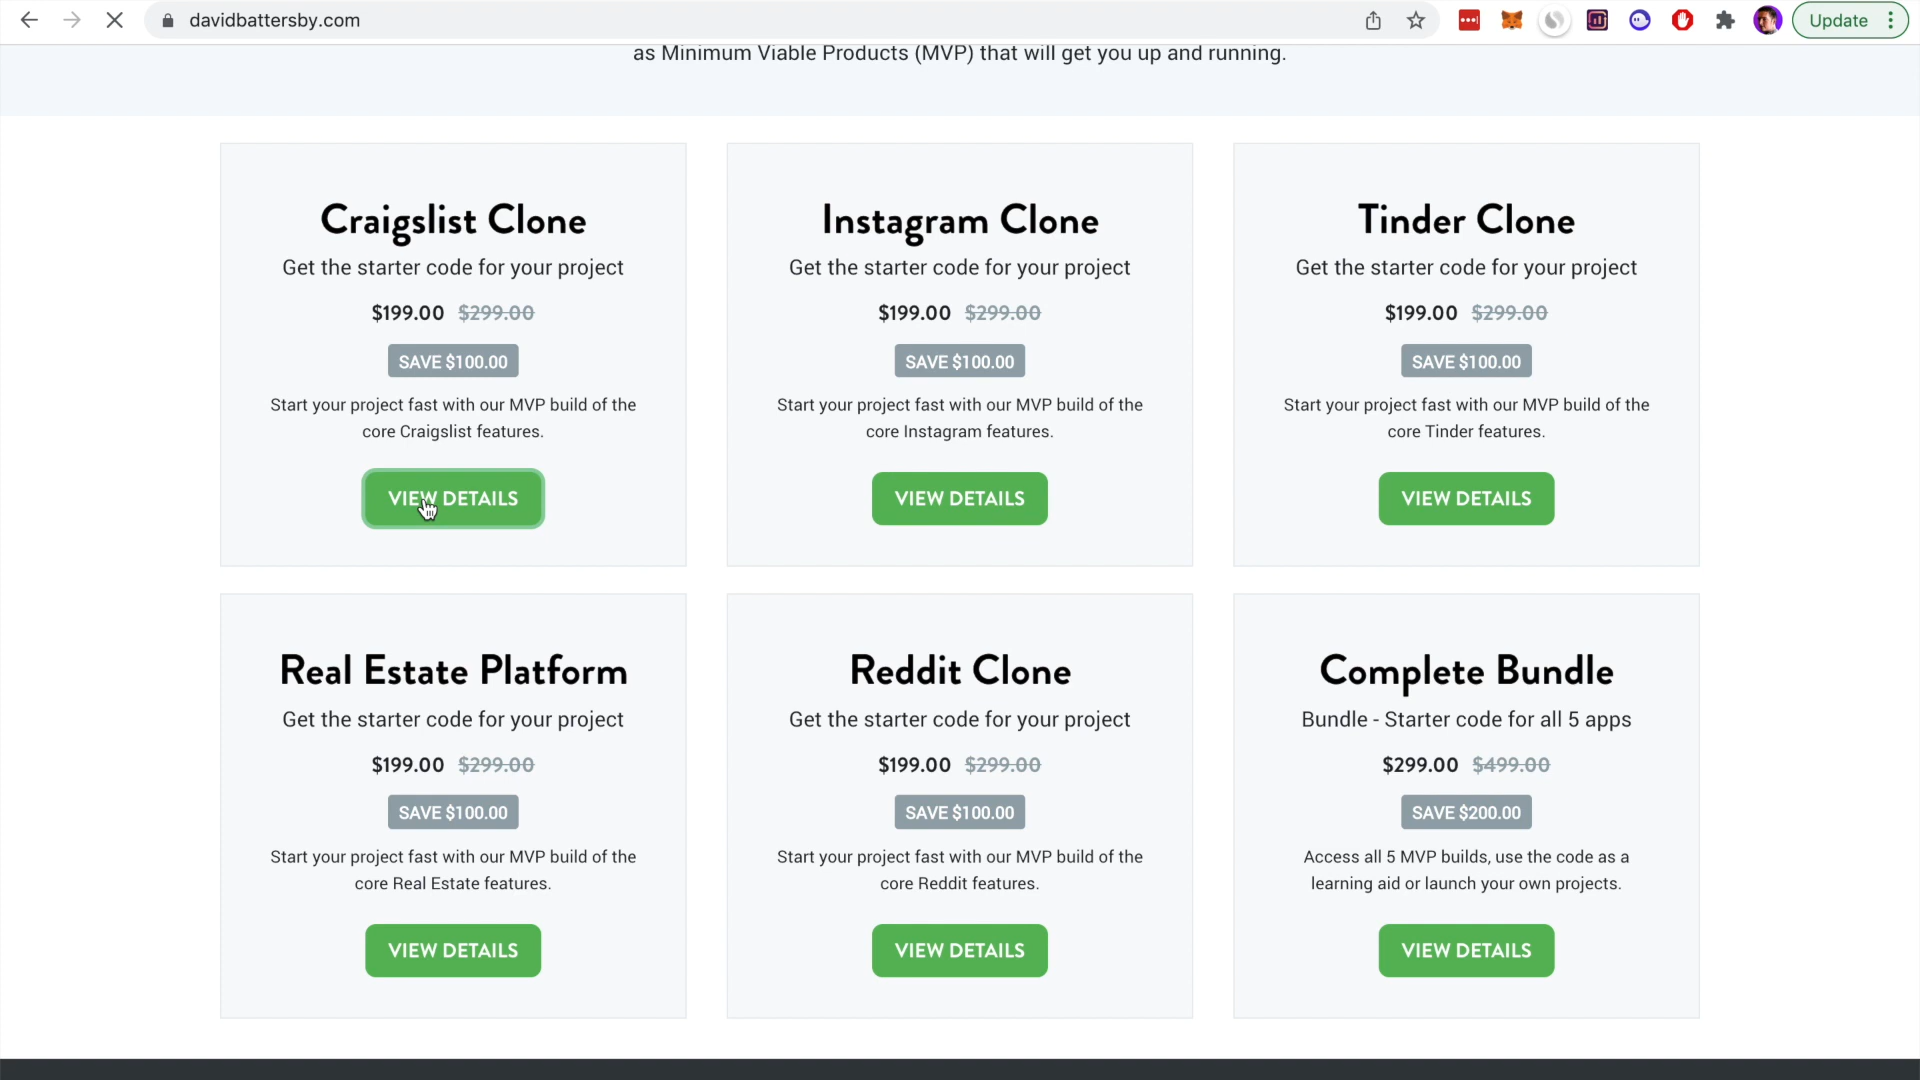 davidbattersby.com
Update
as Minimum Viable Products (MVP) that will get you up and running.
Craigslist Clone
Get the starter code for your project
$199.00 $299.00
SAVE $100.00
Start your project fast with our MVP build of the
core Craigslist features.
VIEW DETAILS
Instagram Clone
Get the starter code for your project
$199.00 $299.00
SAVE $100.00
Start your project fast with our MVP build of the
core Instagram features.
VIEW DETAILS
Tinder Clone
Get the starter code for your project
$199.00 $299.00
SAVE $100.00
Start your project fast with our MVP build of the
core Tinder features.
VIEW DETAILS
Real Estate Platform
Get the starter code for your project
$199.00 $299.00
SAVE $100.00
Start your project fast with our MVP build of the
core Real Estate features.
VIEW DETAILS
Reddit Clone
Get the starter code for your project
$199.00 $299.00
SAVE $100.00
Start your project fast with our MVP build of the
core Reddit features.
VIEW DETAILS
Complete Bundle
Bundle - Starter code for all 5 apps
$299.00 $499.00
SAVE $200.00
Access all 5 MVP builds, use the code as a
learning aid or launch your own projects.
VIEW DETAILS